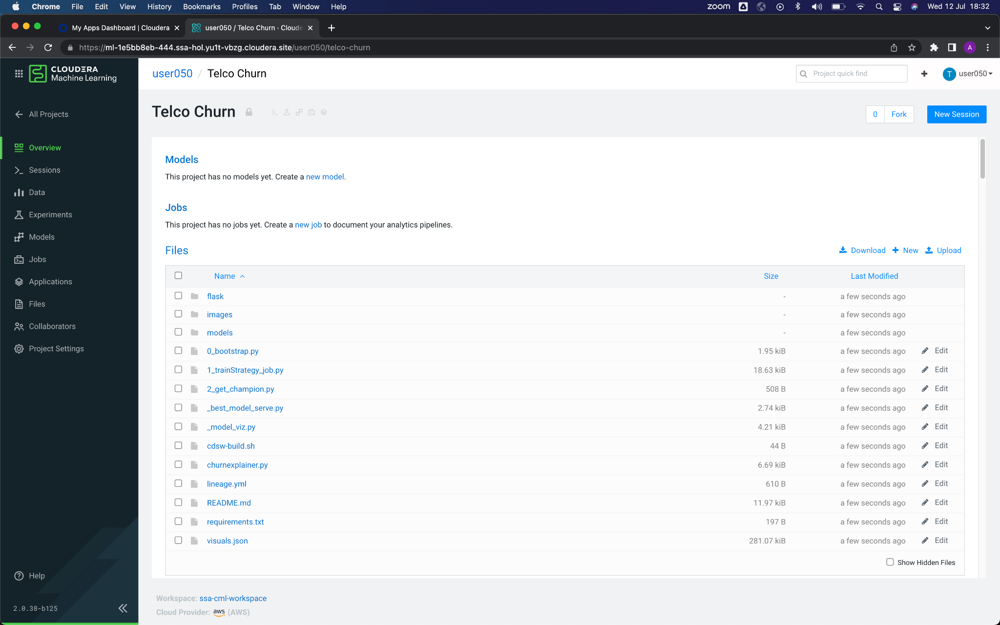 Chrome File Edit View History Bookmarks Profiles Tab Window Help zoom Wed 12 Jul 18:32
My Apps Dashboard | Cloudera user050 / Telco Churn · Cloude
https://ml-1e5bb8eb-444.ssa-hol.yu1t-vbzg.cloudera.site/user050/telco-churn A
CLOUDERA
Machine Learning
user050 / Telco Churn Project quick find T user050
All Projects
Overview
Sessions
Data
Experiments
Models
Jobs
Applications
Files
Collaborators
Project Settings
Help
2.0.38-b125
Telco Churn 0 Fork New Session
Models
This project has no models yet. Create a new model.
Jobs
This project has no jobs yet. Create a new job to document your analytics pipelines.
Files Download New Upload
Name Size Last Modified
flask - a few seconds ago
images - a few seconds ago
models - a few seconds ago
0_bootstrap.py 1.95 kiB a few seconds ago Edit
1_trainStrategy_job.py 18.63 kiB a few seconds ago Edit
2_get_champion.py 508 B a few seconds ago Edit
_best_model_serve.py 2.74 kiB a few seconds ago Edit
_model_viz.py 4.21 kiB a few seconds ago Edit
cdsw-build.sh 44 B a few seconds ago Edit
churnexplainer.py 6.69 kiB a few seconds ago Edit
lineage.yml 610 B a few seconds ago Edit
README.md 11.97 kiB a few seconds ago Edit
requirements.txt 197 B a few seconds ago Edit
visuals.json 281.07 kiB a few seconds ago Edit
Show Hidden Files
Workspace: ssa-cml-workspace
Cloud Provider: aws (AWS)